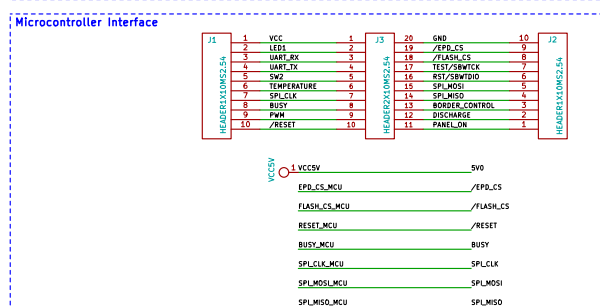 Microcontroller Interface
J1 J3 J2
1 VCC 1 20 GND 10
2 LED1 2 19 /EPD_CS 9
3 UART_RX 3 18 /FLASH_CS 8
4 UART_TX 4 17 TEST/SBWTCK 7
5 SW2 5 16 RST/SBWTDIO 6
6 TEMPERATURE 6 15 SPI_MOSI 5
7 SPI_CLK 7 14 SPI_MISO 4
8 BUSY 8 13 BORDER_CONTROL 3
9 PWM 9 12 DISCHARGE 2
10 /RESET 10 11 PANEL_ON 1
HEADER1X10MS2.54 HEADER2X10MS2.54 HEADER1X10MS2.54
VCC5V 1 VCC5V 5V0
EPD_CS_MCU /EPD_CS
FLASH_CS_MCU /FLASH_CS
RESET_MCU /RESET
BUSY_MCU BUSY
SPI_CLK_MCU SPI_CLK
SPI_MOSI_MCU SPI_MOSI
SPI_MISO_MCU SPI_MISO